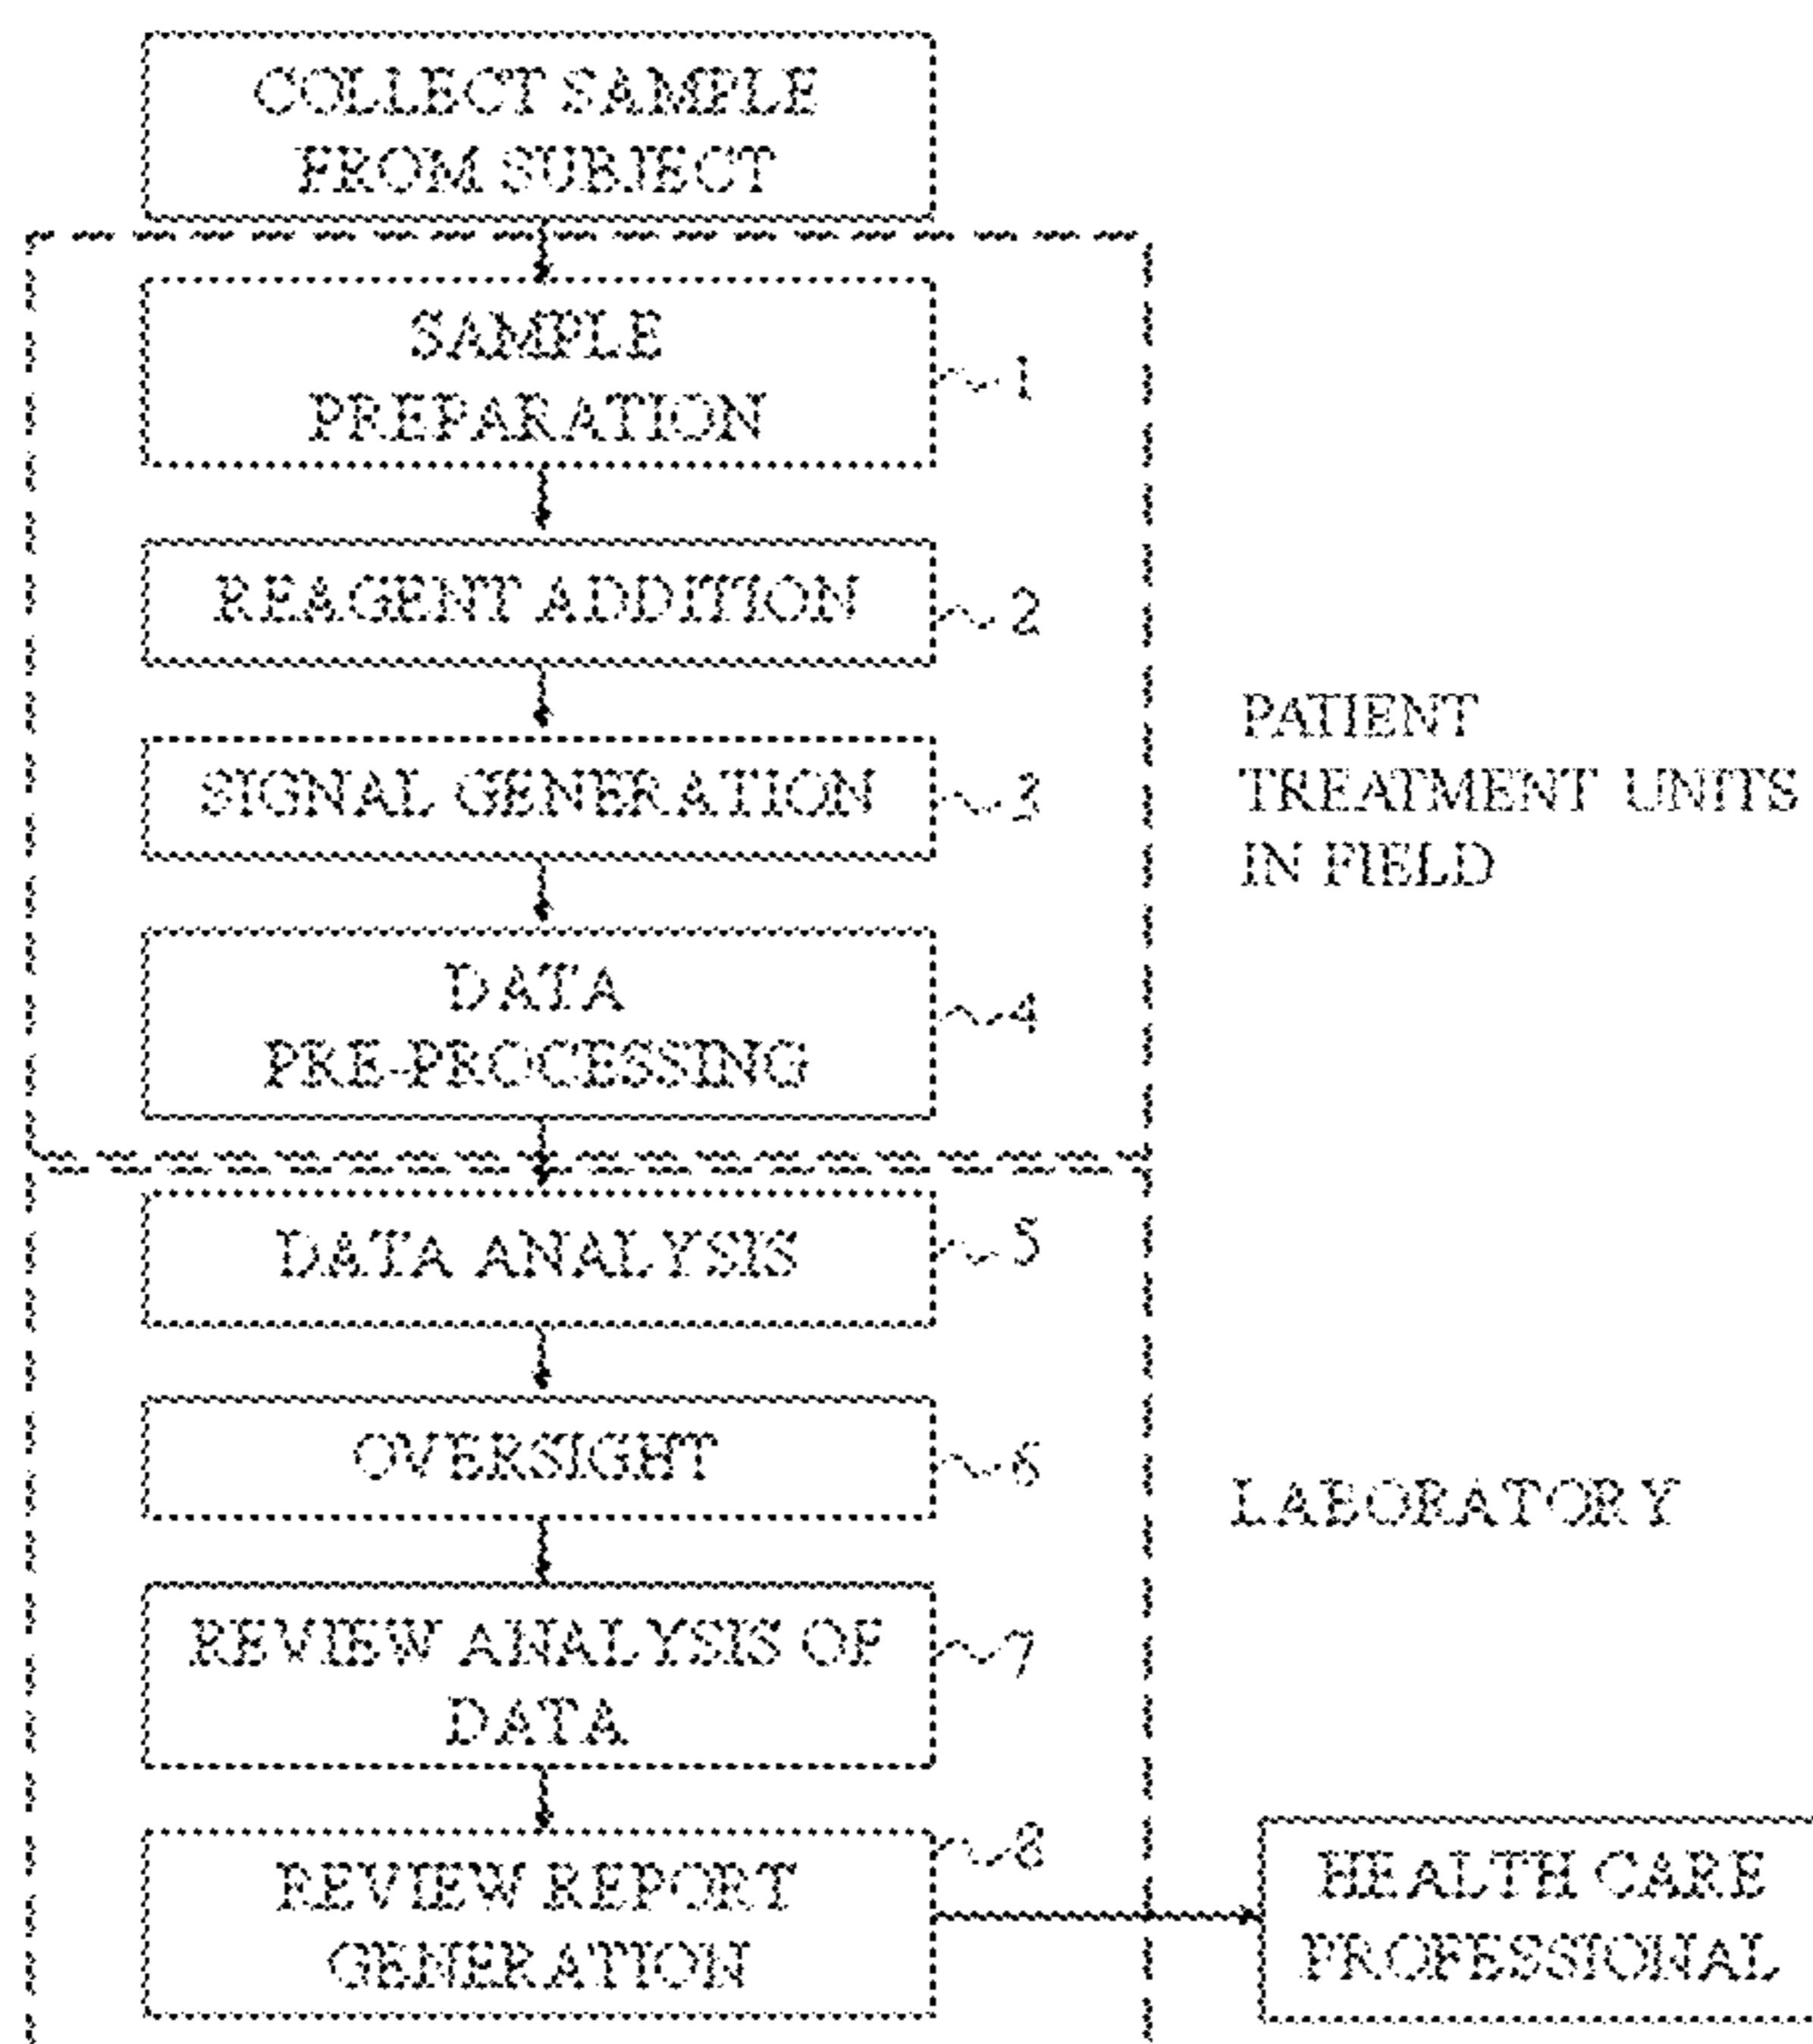 COLLECT SAMPLE
FROM SUBJECT
SAMPLE
PREPARATION
1
REAGENT ADDITION
2
SIGNAL GENERATION
3
PATIENT
TREATMENT UNITS
IN FIELD
DATA
PRE-PROCESSING
4
DATA ANALYSIS
5
OVERSIGHT
6
LABORATORY
REVIEW ANALYSIS OF
DATA
7
REVIEW REPORT
GENERATION
8
HEALTH CARE
PROFESSIONAL